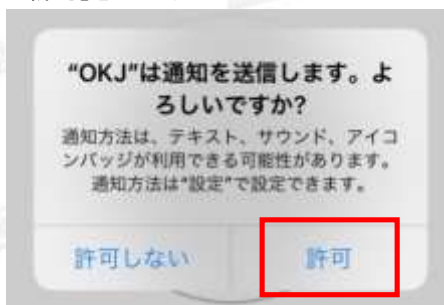 “OKJ”は通知を送信します。よ
ろしいですか?
通知方法は、テキスト、サウンド、アイコ
ンバッジが利用できる可能性があります。
通知方法は“設定”で設定できます。
許可しない
許可